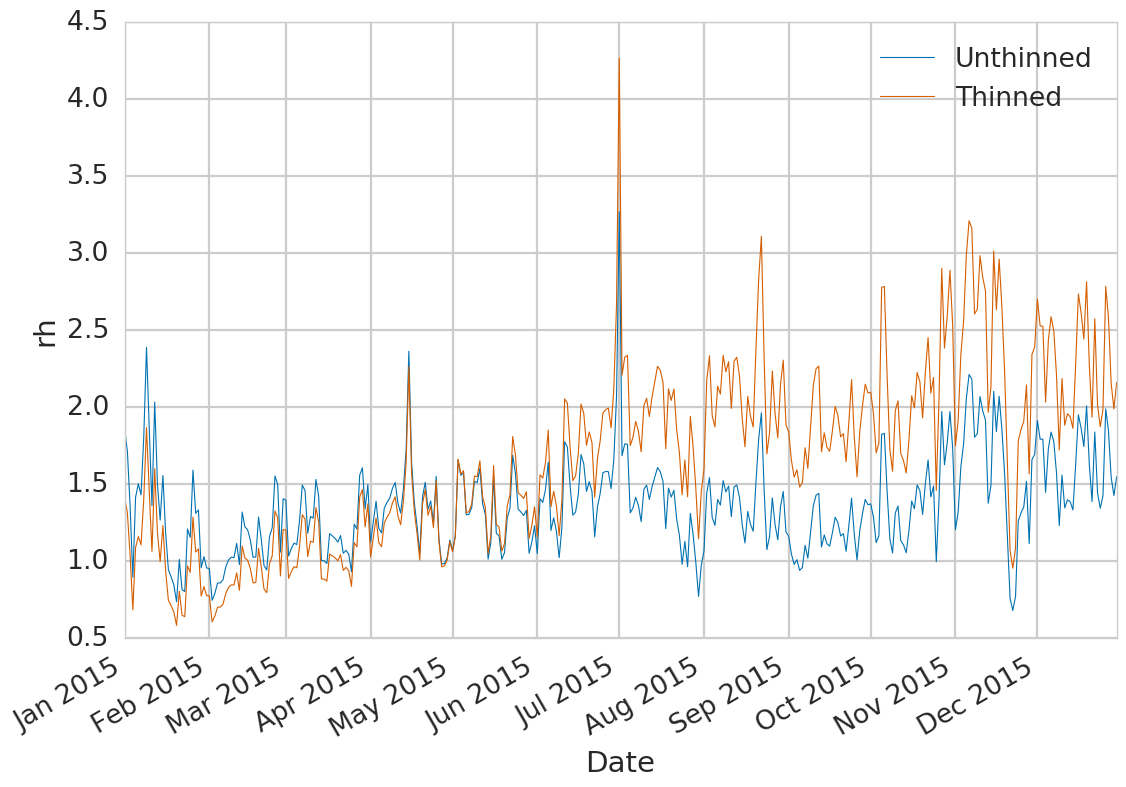 4.5
4.0
3.5
3.0
2.5
2.0
1.5
1.0
0.5
rh
Unthinned
Thinned
Jan 2015
Feb 2015
Mar 2015
Apr 2015
May 2015
Jun 2015
Jul 2015
Aug 2015
Sep 2015
Oct 2015
Nov 2015
Dec 2015
Date